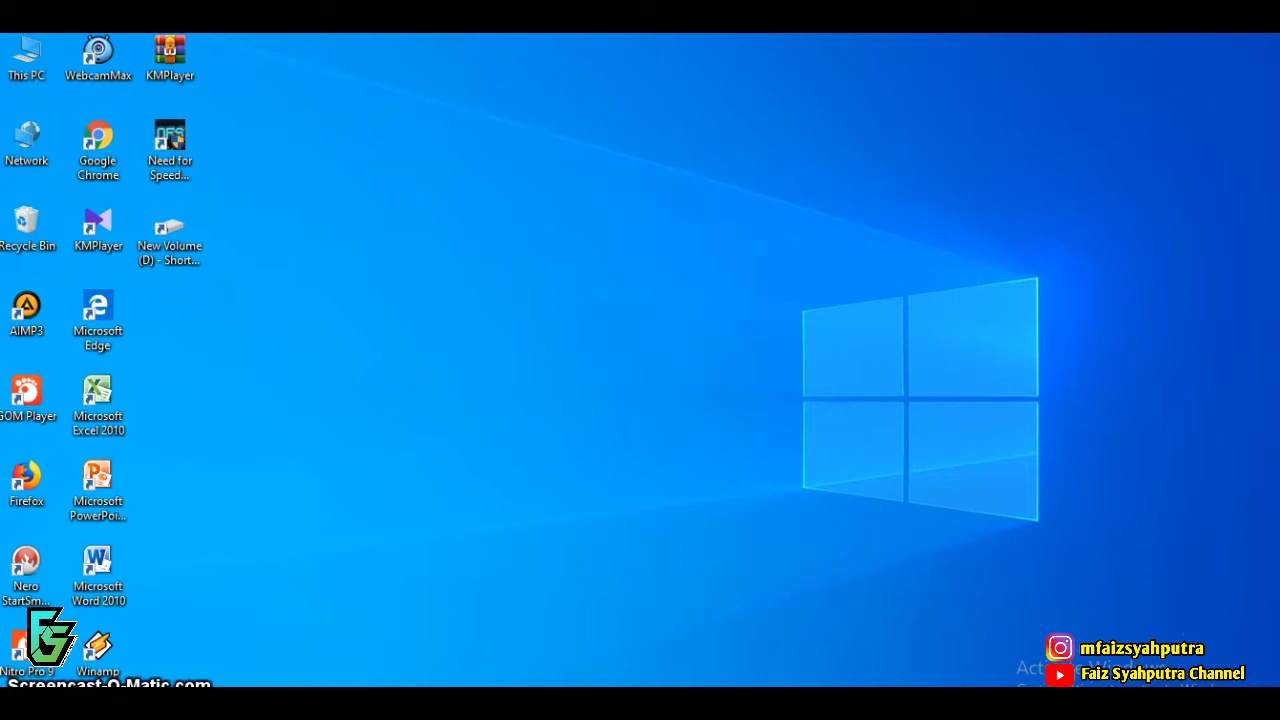 This PC
WebcamMax
KMPlayer
Network
Google
Chrome
Need for
Speed...
Recycle Bin
KMPlayer
New Volume
(D) - Short...
AIMP3
Microsoft
Edge
GOM Player
Microsoft
Excel 2010
Firefox
Microsoft
PowerPoi...
Nero
StartSm...
Microsoft
Word 2010
Nitro Pro 9
Winamp
Screencast-O-Matic.com
mfaizsyahputra
Activate Windows
Faiz Syahputra Channel